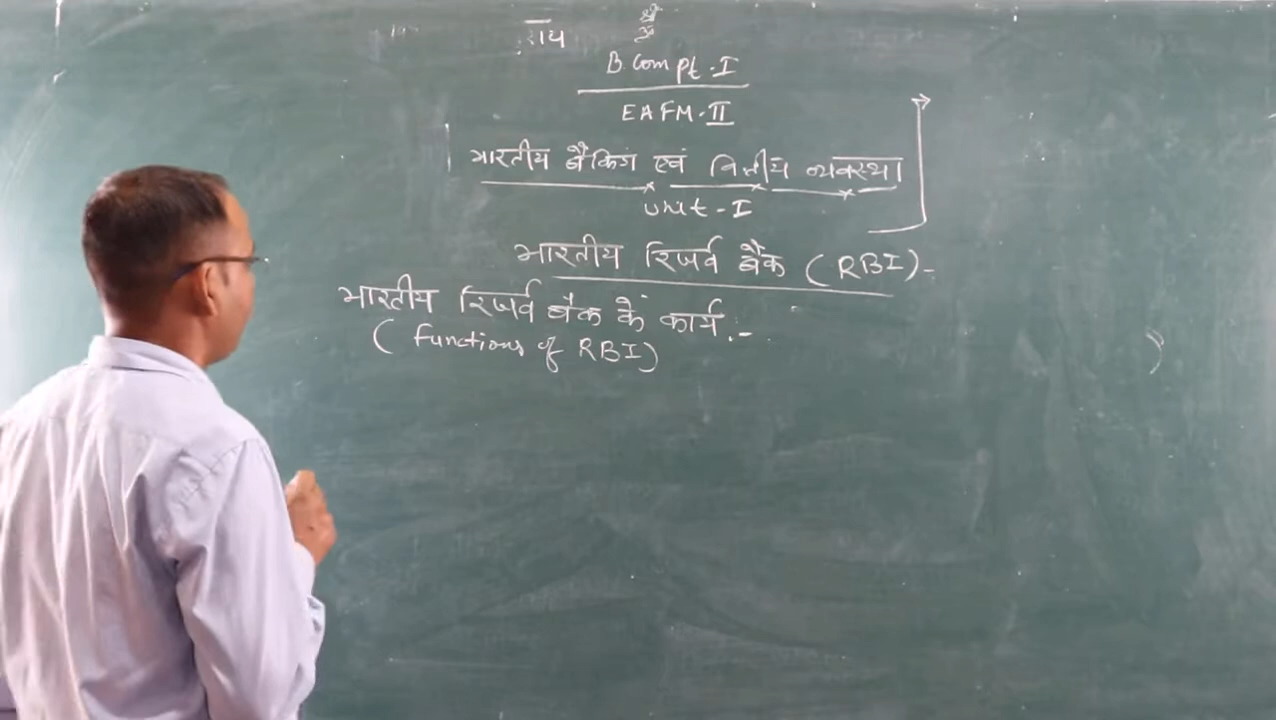 श्री
ॐ
B.Com pt.I
EAFM-II
भारतीय बैंकिग एवं वित्तीय व्यवस्था
Unit-I
भारतीय रिजर्व बैंक (RBI)-
भारतीय रिजर्व बैंक के कार्य.-
(functions of RBI)